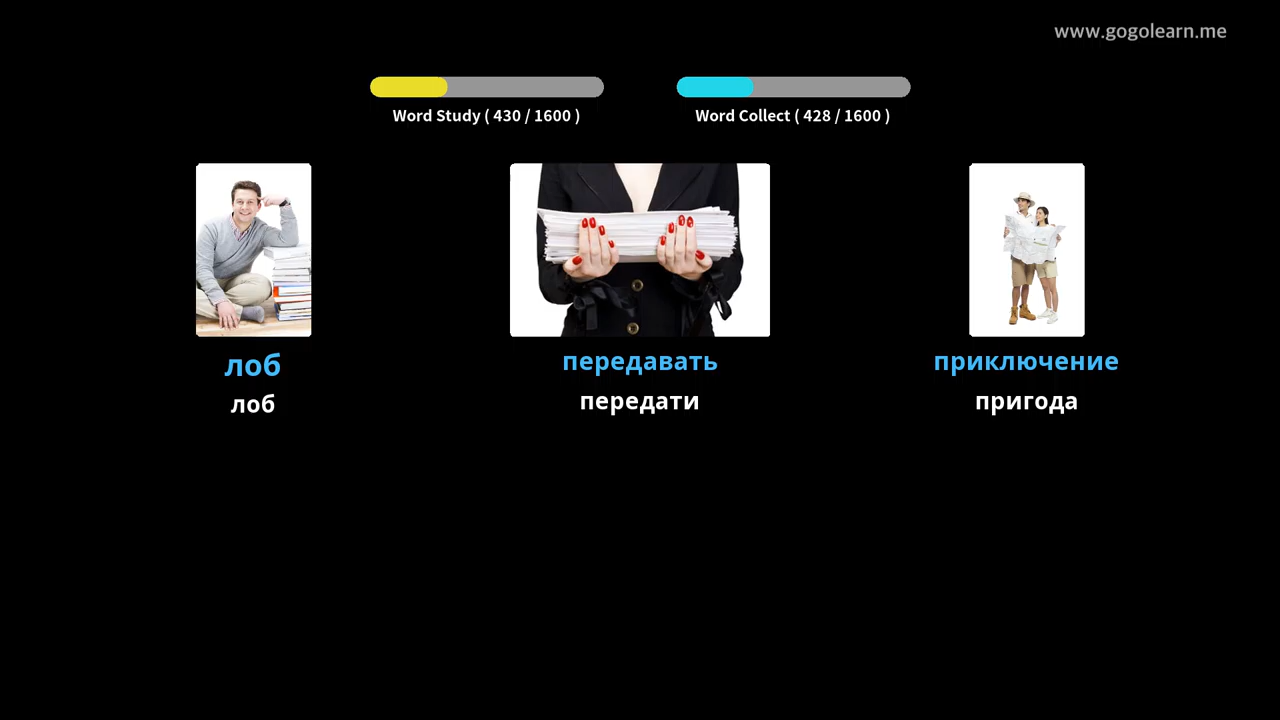 www.gogolearn.me
Word Study ( 430 / 1600 )
Word Collect ( 428 / 1600 )
лоб
передавать
приключение
лоб
передати
пригода